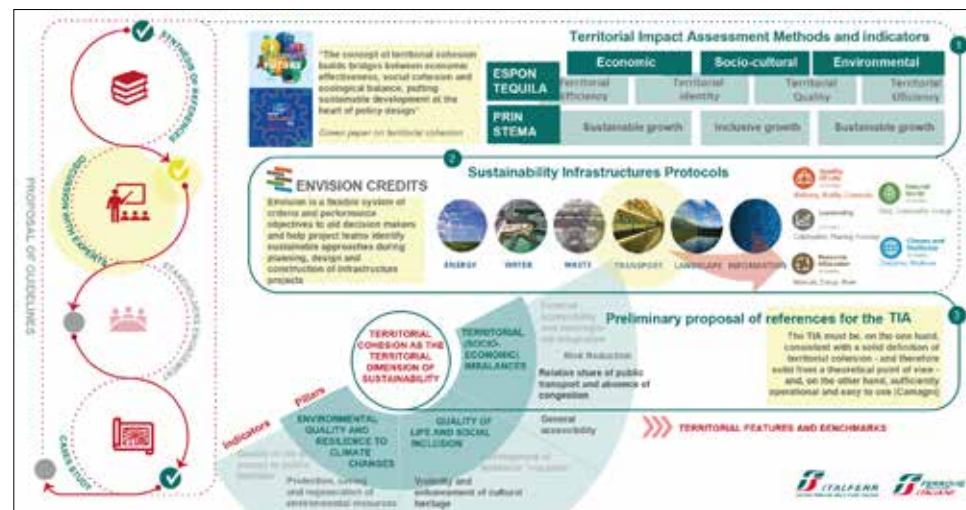 PROPOSAL OF GUIDELINES
SYNTHESIS OF REFERENCES
DISCUSSION WITH EXPERTS
CASES STUDY
"The concept of territorial cohesion
builds bridges between economic
effectiveness, social cohesion and
ecological balance, putting
sustainable development at the
heart of policy design"
Green paper on territorial cohesion
Territorial Impact Assessment Methods and indicators
1
Economic
Socio-cultural
Environmental
ESPON
TEQUILA
Territorial
Efficiency
Territorial
Identity
Territorial
Quality
Territorial
Efficiency
PRIN
STEMA
Sustainable growth
Inclusive growth
Sustainable growth
2
Sustainability Infrastructures Protocols
ENVISION CREDITS
Envision is a flexible system of
criteria and performance
objectives to aid decision makers
and help project teams identify
sustainable approaches during
planning, design and
construction of infrastructure
projects
ENERGY
WATER
WASTE
TRANSPORT
LANDSCAPE
INFORMATION
Quality
Of Life
Leadership
Resource
Allocation
Natural
World
Climate and
Resilience
3
Preliminary proposal of references for the TIA
The TIA must be, on the one hand,
consistent with a solid definition of
territorial cohesion - and therefore
solid from a theoretical point of view -
and, on the other hand, sufficiently
operational and easy to use (Camagni)
TERRITORIAL
COHESION AS THE
TERRITORIAL
DIMENSION OF
SUSTAINABILITY
TERRITORIAL
(SOCIO-
ECONOMIC)
IMBALANCES
Risk Reduction
Relative share of public
transport and absence of
congestion
General
accessibility
Pillars
Indicators
ENVIRONMENTAL
QUALITY AND
RESILIENCE TO
CLIMATE
CHANGES
QUALITY OF
LIFE AND SOCIAL
INCLUSION
Protection, saving
and regeneration of
environmental resources
Visibility and
enhancement of cultural
heritage
TERRITORIAL FEATURES AND BENCHMARKS
ITALFERR
FERROVIE
ITALIANE